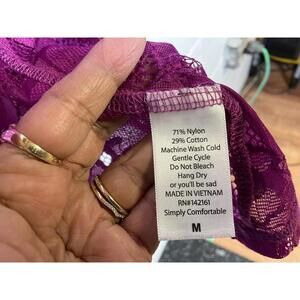 71% Nylon
29% Cotton
Machine Wash Cold
Gentle Cycle
Do Not Bleach
Hang Dry
or you'll be sad
MADE IN VIETNAM
RN#142161
Simply Comfortable
M